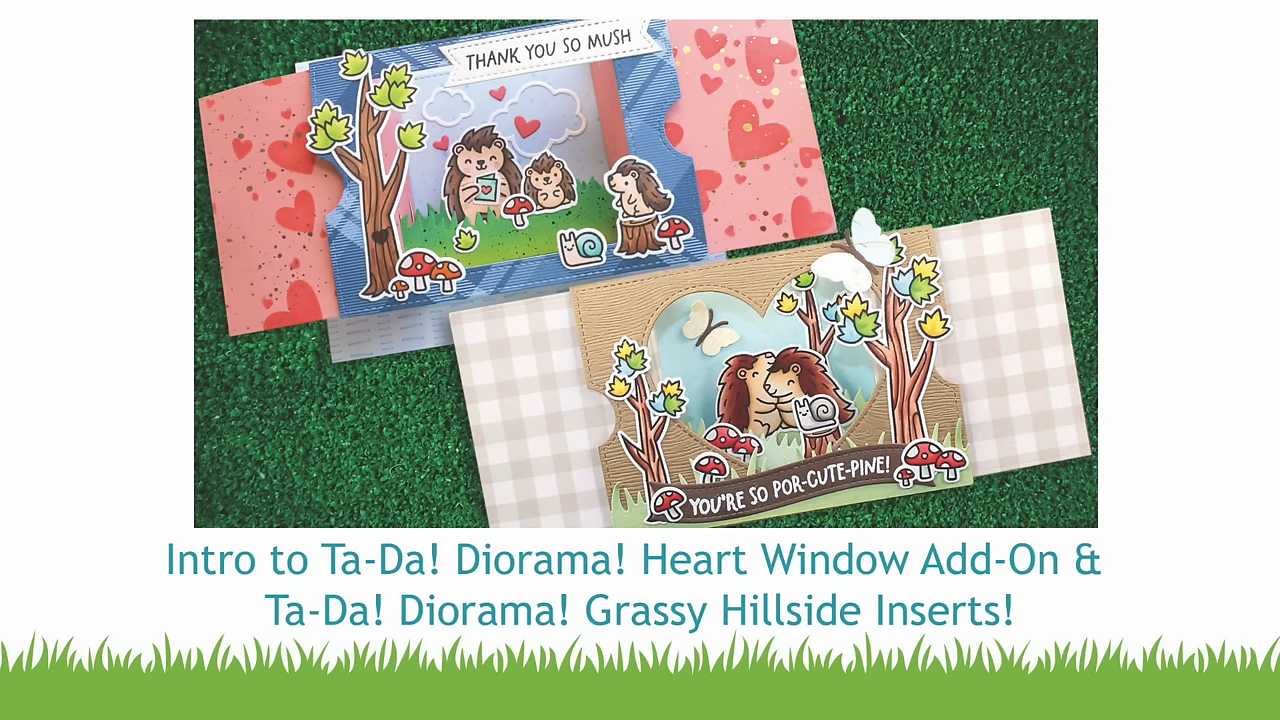 THANK YOU SO MUSH
YOU'RE SO POR-CUTE-PINE!
Intro to Ta-Da! Diorama! Heart Window Add-On &
Ta-Da! Diorama! Grassy Hillside Inserts!